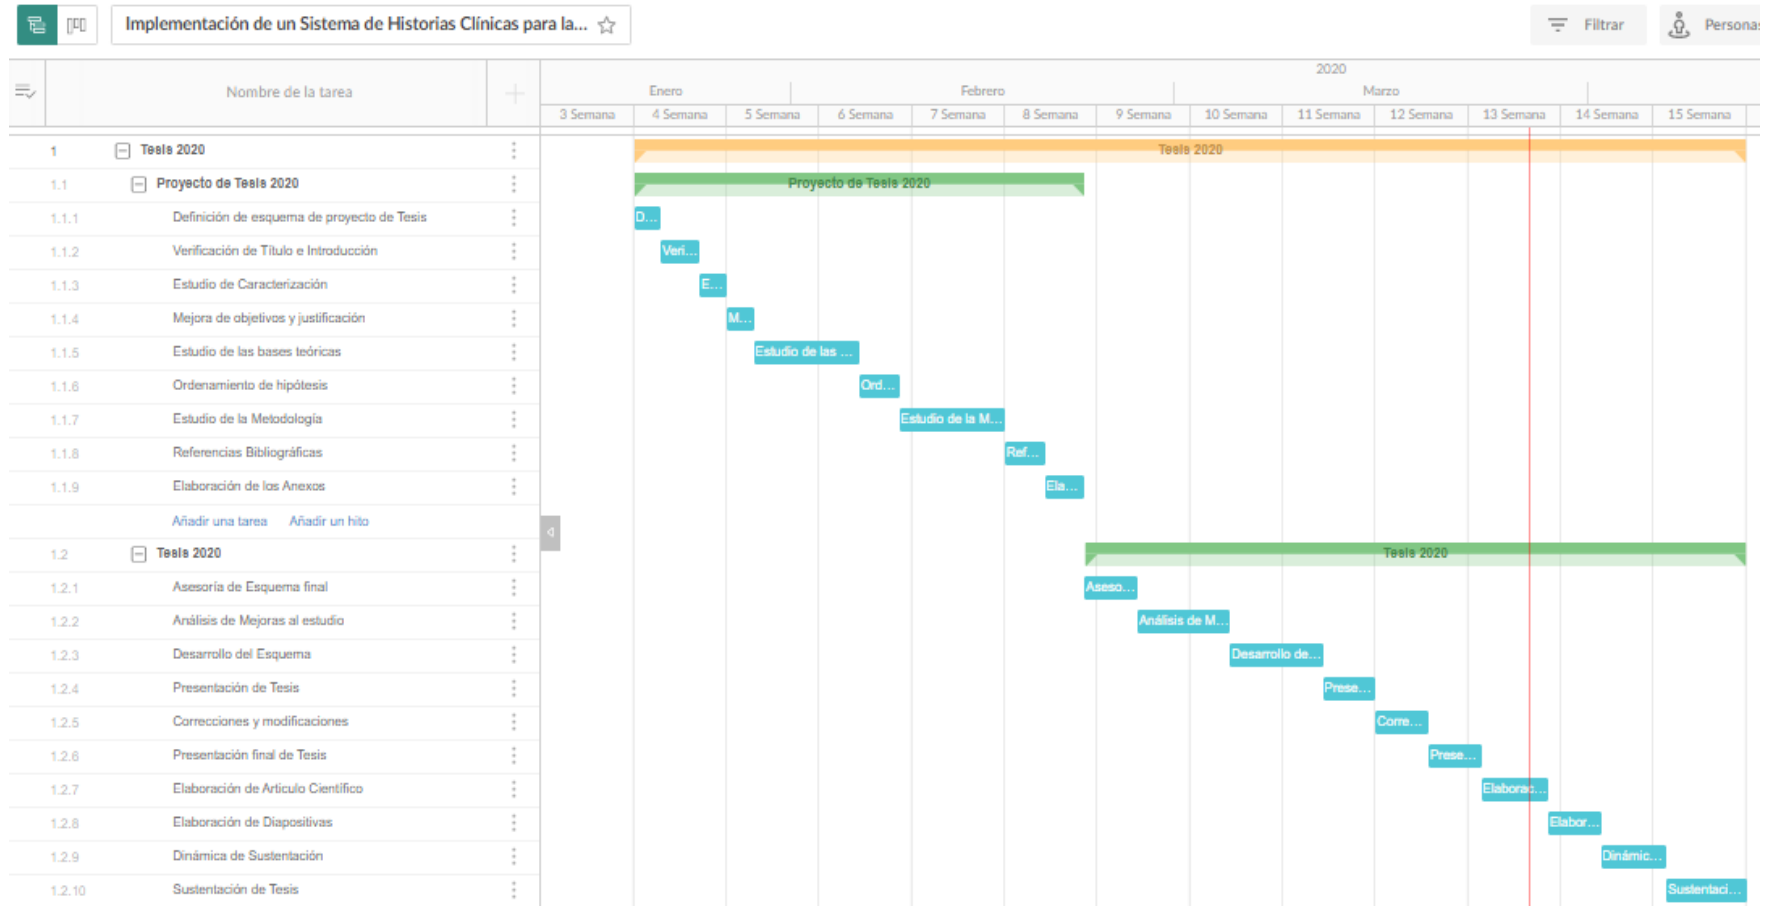 Implementación de un Sistema de Historias Clínicas para la...
Filtrar
Nombre de la tarea
2020
Enero Febrero Marzo
3 Semana 4 Semana 5 Semana 6 Semana 7 Semana 8 Semana 9 Semana 10 Semana 11 Semana 12 Semana 13 Semana 14 Semana 15 Semana
1 Tesis 2020 Tesis 2020
1.1 Proyecto de Tesis 2020 Proyecto de Tesis 2020
1.1.1 Definición de esquema de proyecto de Tesis D...
1.1.2 Verificación de Título e Introducción Veri...
1.1.3 Estudio de Caracterización E...
1.1.4 Mejora de objetivos y justificación M...
1.1.5 Estudio de las bases teóricas Estudio de las ...
1.1.6 Ordenamiento de hipótesis Ord...
1.1.7 Estudio de la Metodología Estudio de la M...
1.1.8 Referencias Bibliográficas Ref...
1.1.9 Elaboración de los Anexos Ela...
Añadir una tarea Añadir un hito
1.2 Tesis 2020 Tesis 2020
1.2.1 Asesoría de Esquema final Aseso...
1.2.2 Análisis de Mejoras al estudio Análisis de M...
1.2.3 Desarrollo del Esquema Desarrollo de...
1.2.4 Presentación de Tesis Prese...
1.2.5 Correcciones y modificaciones Corre...
1.2.6 Presentación final de Tesis Prese...
1.2.7 Elaboración de Articulo Científico Elaborac...
1.2.8 Elaboración de Diapositivas Elabor...
1.2.9 Dinámica de Sustentación Dinámic...
1.2.10 Sustentación de Tesis Sustentaci...